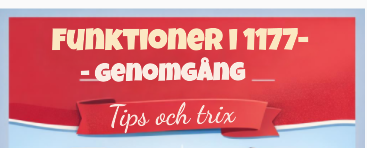 Funktioner i 1177-
- genomgång
Tips och trix